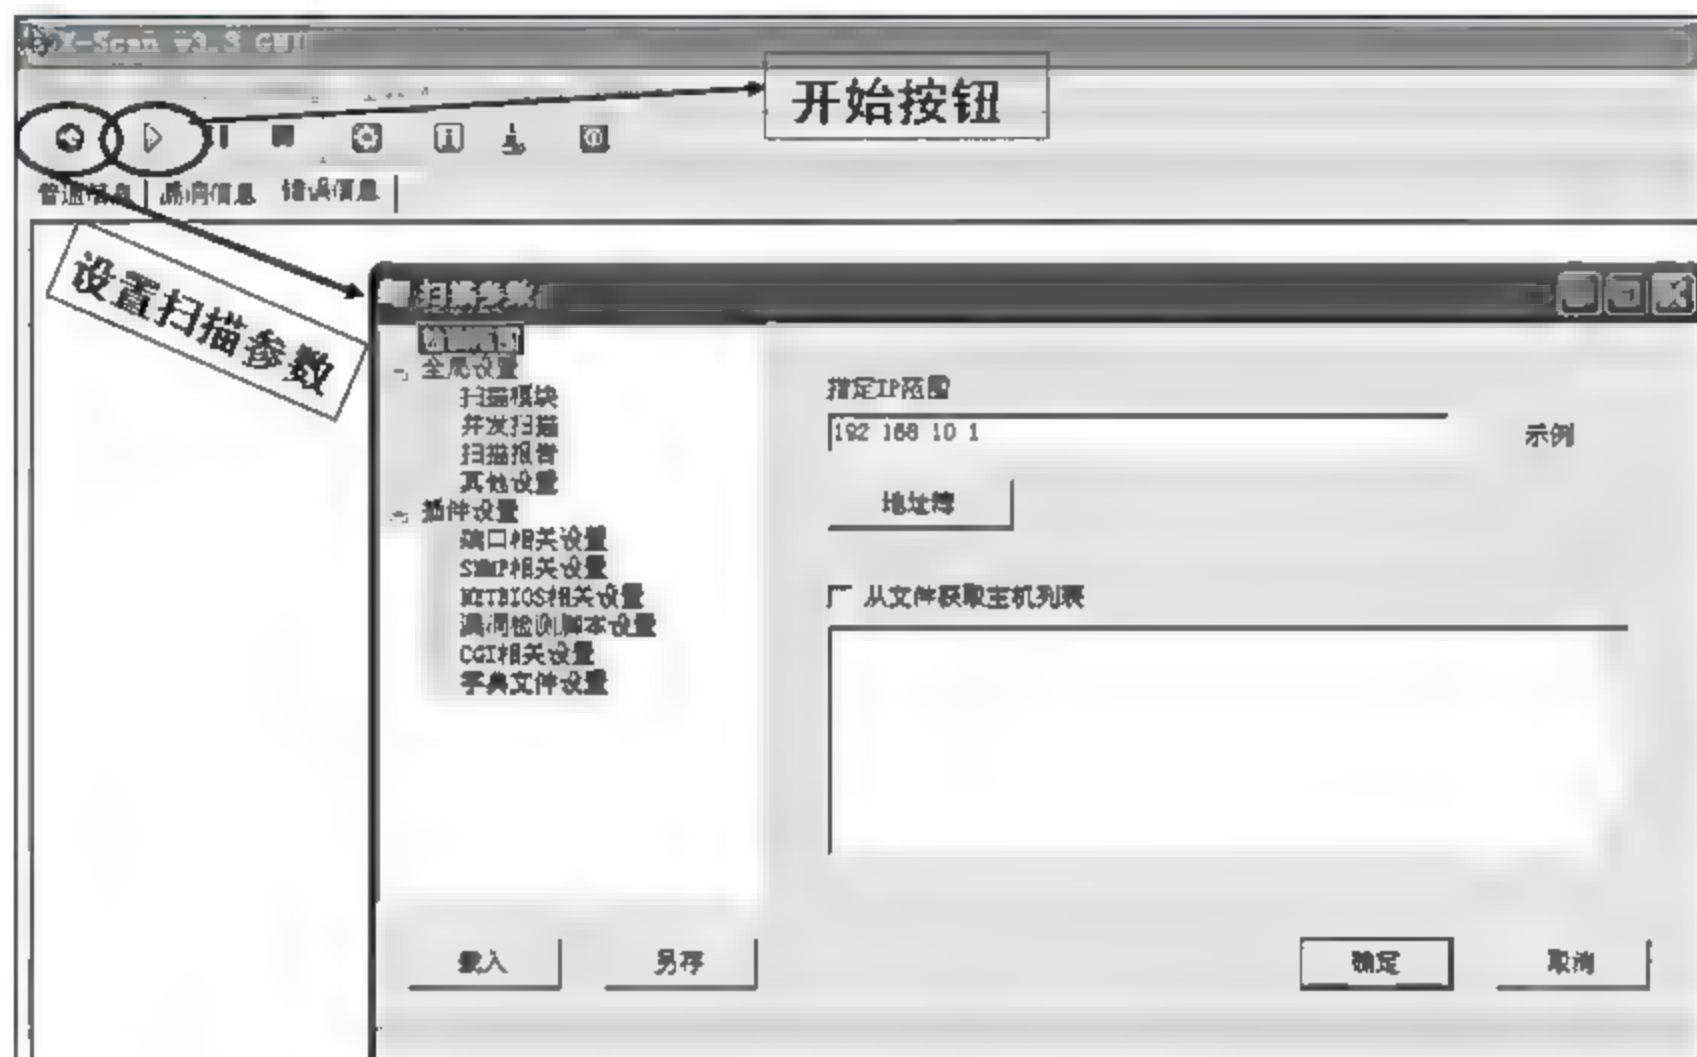 X-Scan v3.3 GUI
开始按钮
普通信息
漏洞信息
错误信息
设置扫描参数
扫描参数
检测范围
全局设置
扫描模块
并发扫描
扫描报告
其他设置
插件设置
端口相关设置
SNMP相关设置
NETBIOS相关设置
漏洞检测脚本设置
CGI相关设置
字典文件设置
指定IP范围
192 168 10 1
示例
地址簿
从文件获取主机列表
载入
另存
确定
取消